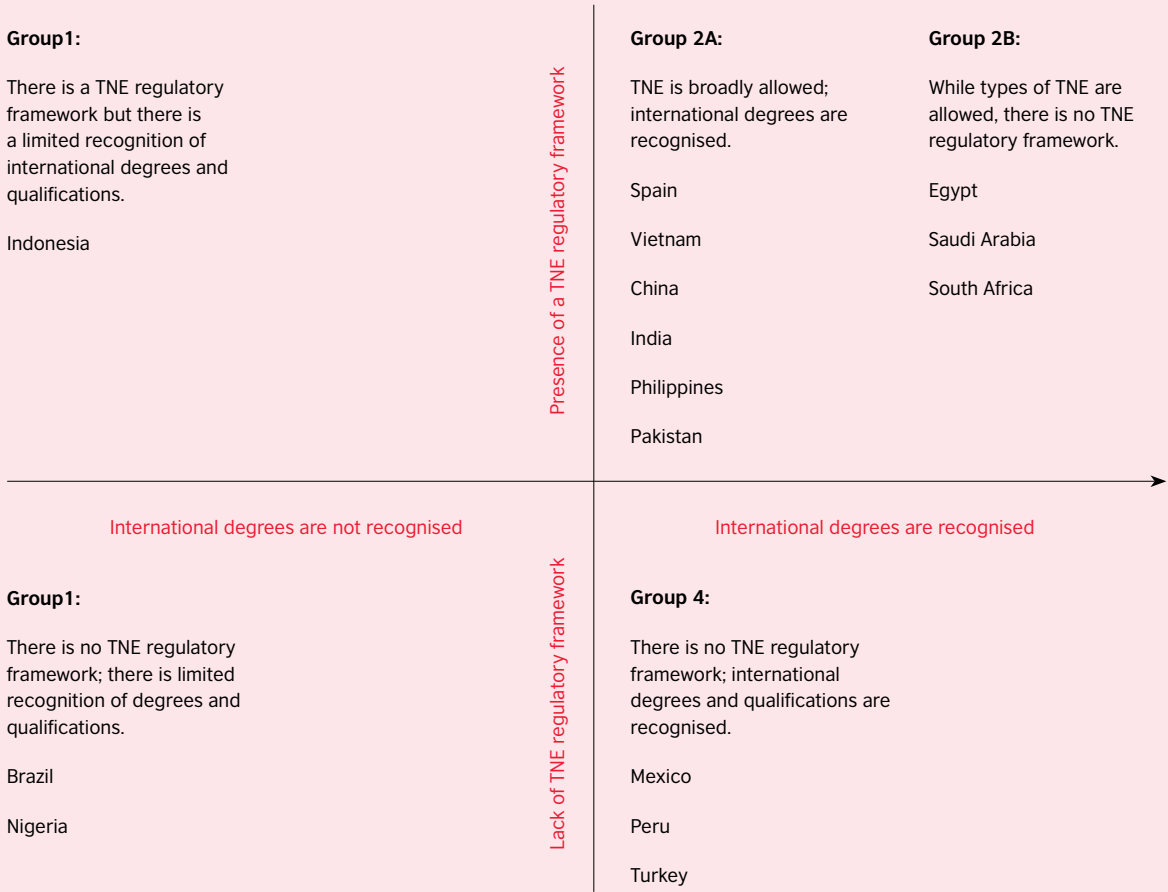 Group1:
There is a TNE regulatory
framework but there is
a limited recognition of
international degrees and
qualifications.
Indonesia
Presence of a TNE regulatory framework
Group 2A:
TNE is broadly allowed;
international degrees are
recognised.
Spain
Vietnam
China
India
Philippines
Pakistan
Group 2B:
While types of TNE are
allowed, there is no TNE
regulatory framework.
Egypt
Saudi Arabia
South Africa
International degrees are not recognised
International degrees are recognised
Group1:
There is no TNE regulatory
framework; there is limited
recognition of degrees and
qualifications.
Brazil
Nigeria
Lack of TNE regulatory framework
Group 4:
There is no TNE regulatory
framework; international
degrees and qualifications are
recognised.
Mexico
Peru
Turkey